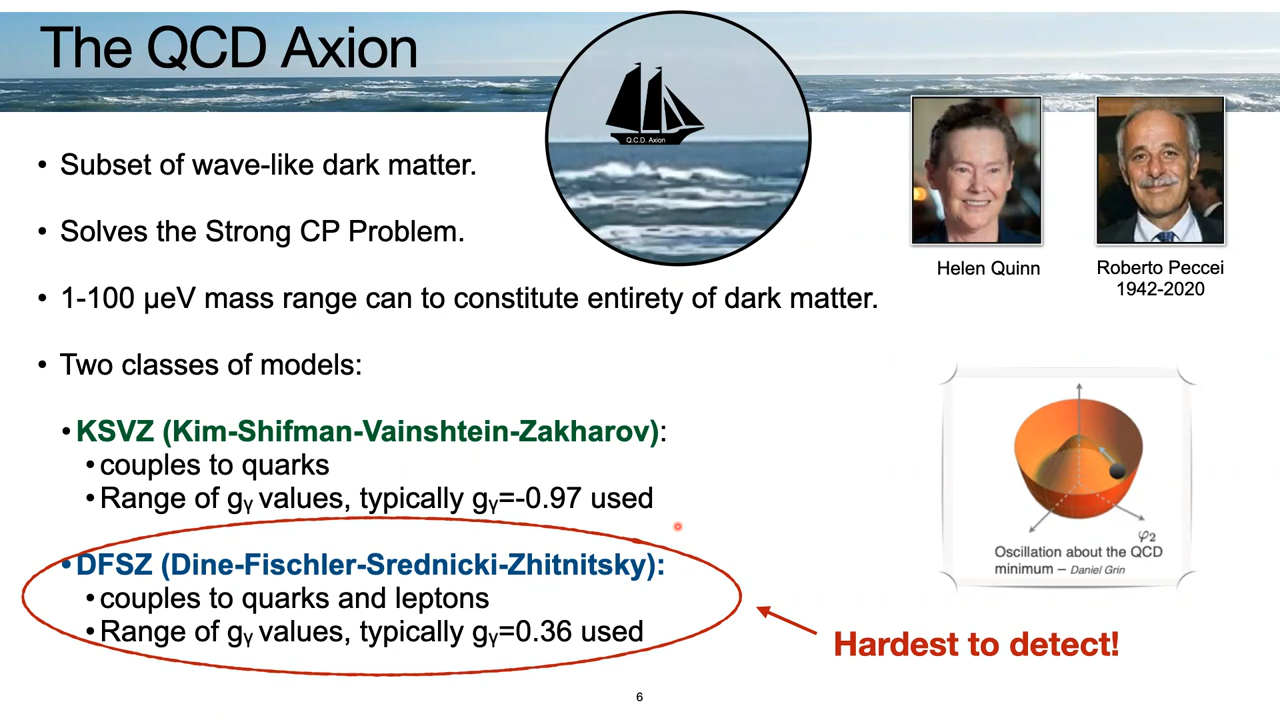 The QCD Axion
Q.C.D. Axion
• Subset of wave-like dark matter.
• Solves the Strong CP Problem.
• 1-100 µeV mass range can to constitute entirety of dark matter.
• Two classes of models:
• KSVZ (Kim-Shifman-Vainshtein-Zakharov):
• couples to quarks
• Range of gγ values, typically gγ=-0.97 used
• DFSZ (Dine-Fischler-Srednicki-Zhitnitsky):
• couples to quarks and leptons
• Range of gγ values, typically gγ=0.36 used
Helen Quinn
Roberto Peccei
1942-2020
φ2
Oscillation about the QCD
minimum – Daniel Grin
Hardest to detect!
6